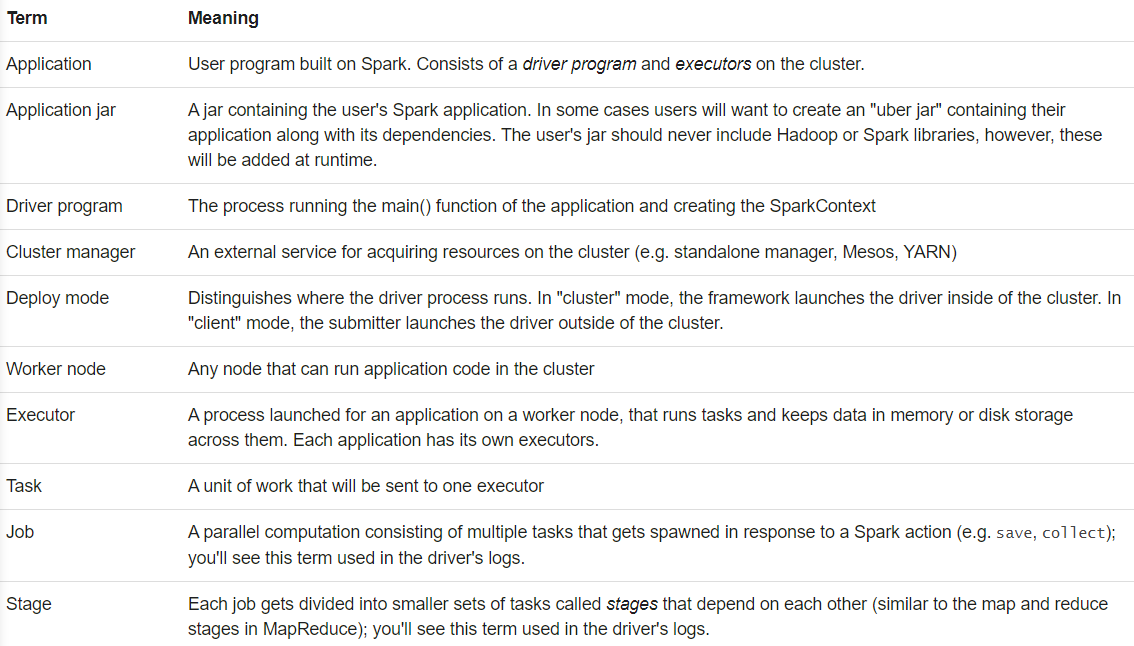 Term Meaning
Application User program built on Spark. Consists of a driver program and executors on the cluster.
Application jar A jar containing the user's Spark application. In some cases users will want to create an "uber jar" containing their
application along with its dependencies. The user's jar should never include Hadoop or Spark libraries, however, these
will be added at runtime.
Driver program The process running the main() function of the application and creating the SparkContext
Cluster manager An external service for acquiring resources on the cluster (e.g. standalone manager, Mesos, YARN)
Deploy mode Distinguishes where the driver process runs. In "cluster" mode, the framework launches the driver inside of the cluster. In
"client" mode, the submitter launches the driver outside of the cluster.
Worker node Any node that can run application code in the cluster
Executor A process launched for an application on a worker node, that runs tasks and keeps data in memory or disk storage
across them. Each application has its own executors.
Task A unit of work that will be sent to one executor
Job A parallel computation consisting of multiple tasks that gets spawned in response to a Spark action (e.g. save, collect);
you'll see this term used in the driver's logs.
Stage Each job gets divided into smaller sets of tasks called stages that depend on each other (similar to the map and reduce
stages in MapReduce); you'll see this term used in the driver's logs.